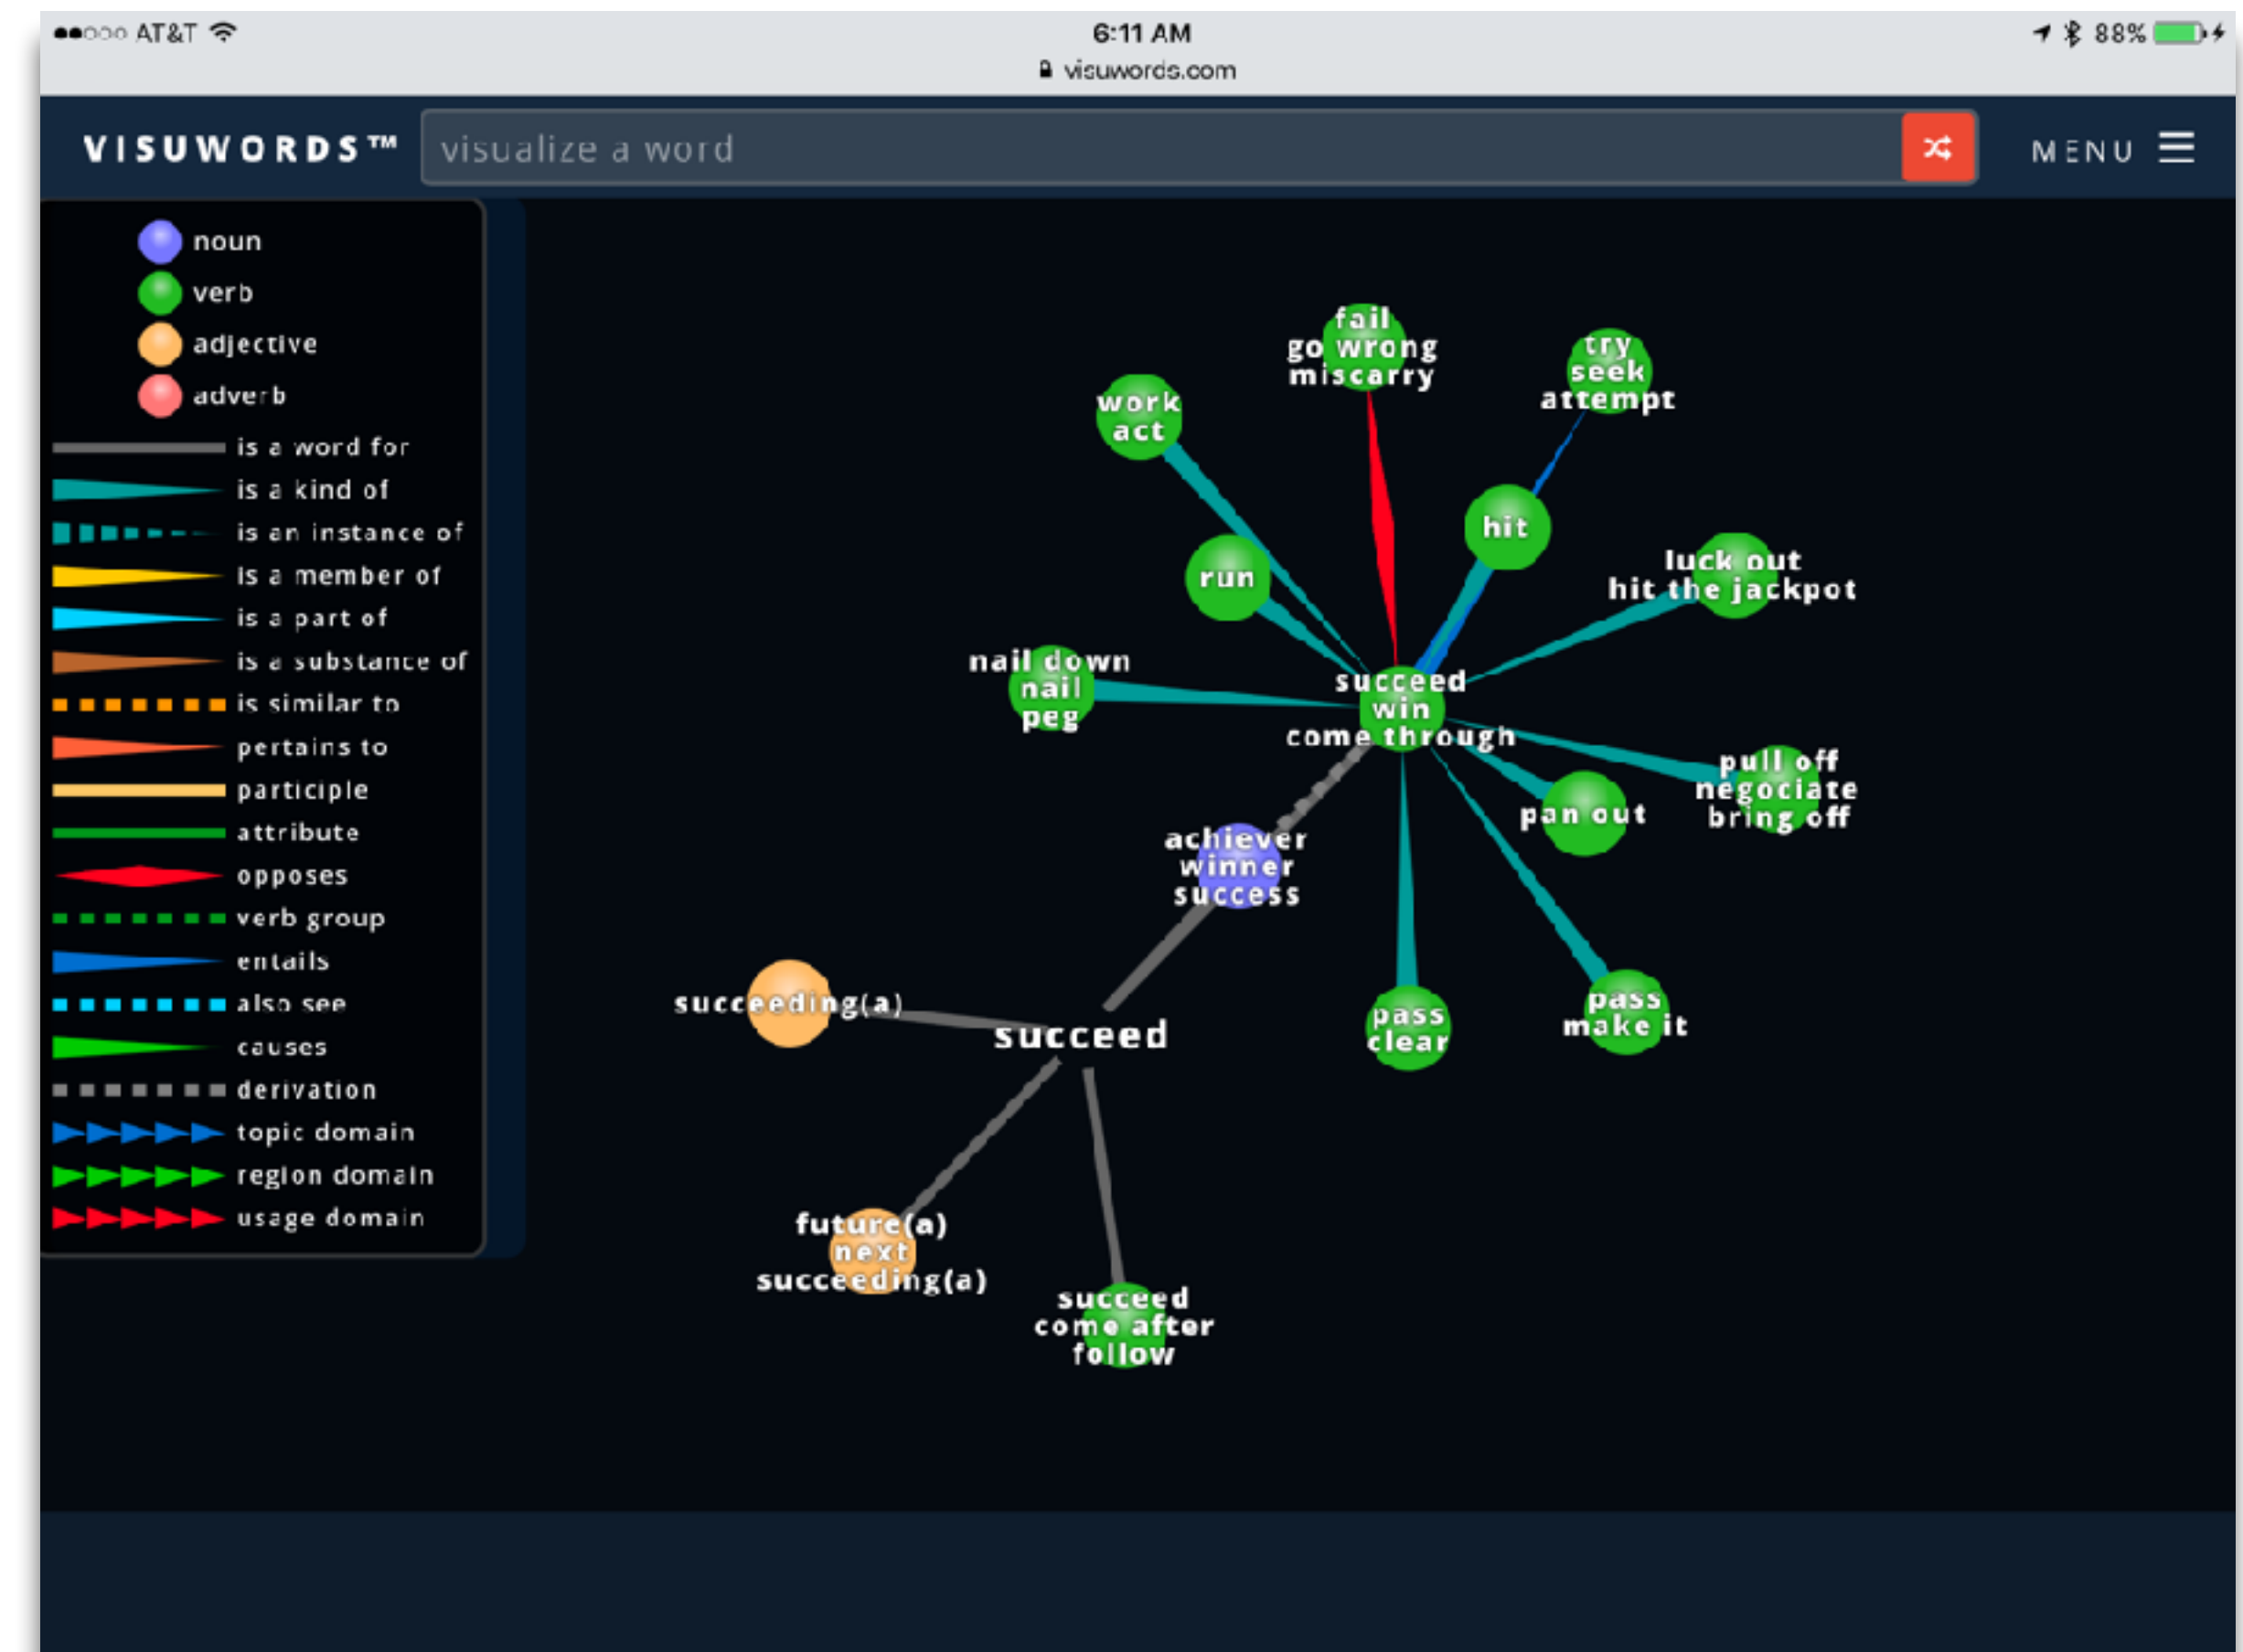 AT&T
6:11 AM
88%
visuwords.com
VISUWORDS™
visualize a word
MENU
noun
verb
adjective
adverb
is a word for
is a kind of
is an instance of
is a member of
is a part of
is a substance of
is similar to
pertains to
participle
attribute
opposes
verb group
entails
also see
causes
derivation
topic domain
region domain
usage domain
fail
go wrong
miscarry
try
seek
attempt
work
act
hit
run
luck out
hit the jackpot
nail down
nail
peg
succeed
win
come through
pull off
negociate
bring off
pan out
achiever
winner
success
succeeding(a)
succeed
pass
clear
pass
make it
future(a)
next
succeeding(a)
succeed
come after
follow